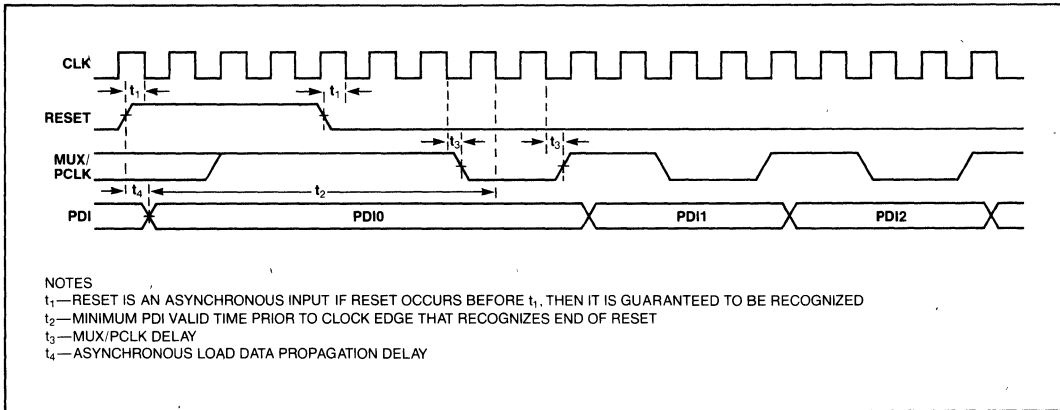 CLK
t₁ t₁
RESET
t₃ t₃
MUX/
PCLK
t₄ t₂
PDI PDI0 PDI1 PDI2
NOTES
t₁—RESET IS AN ASYNCHRONOUS INPUT IF RESET OCCURS BEFORE t₁, THEN IT IS GUARANTEED TO BE RECOGNIZED
t₂—MINIMUM PDI VALID TIME PRIOR TO CLOCK EDGE THAT RECOGNIZES END OF RESET
t₃—MUX/PCLK DELAY
t₄—ASYNCHRONOUS LOAD DATA PROPAGATION DELAY